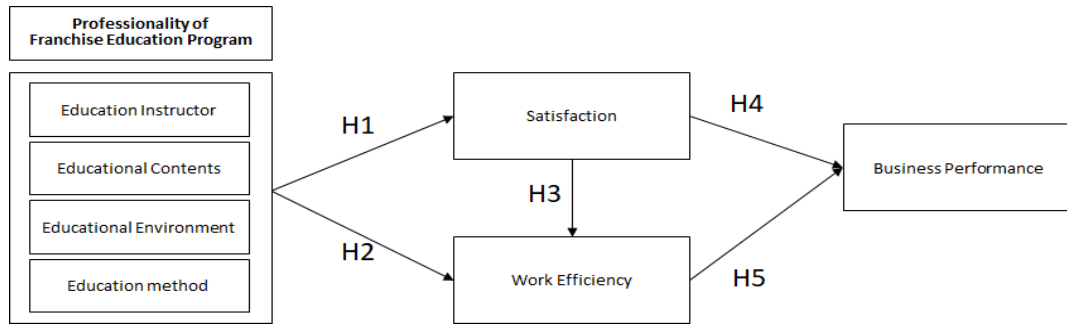 Professionality of
Franchise Education Program
Education Instructor
Educational Contents
Educational Environment
Education method
H1
H2
Satisfaction
H3
Work Efficiency
H4
H5
Business Performance